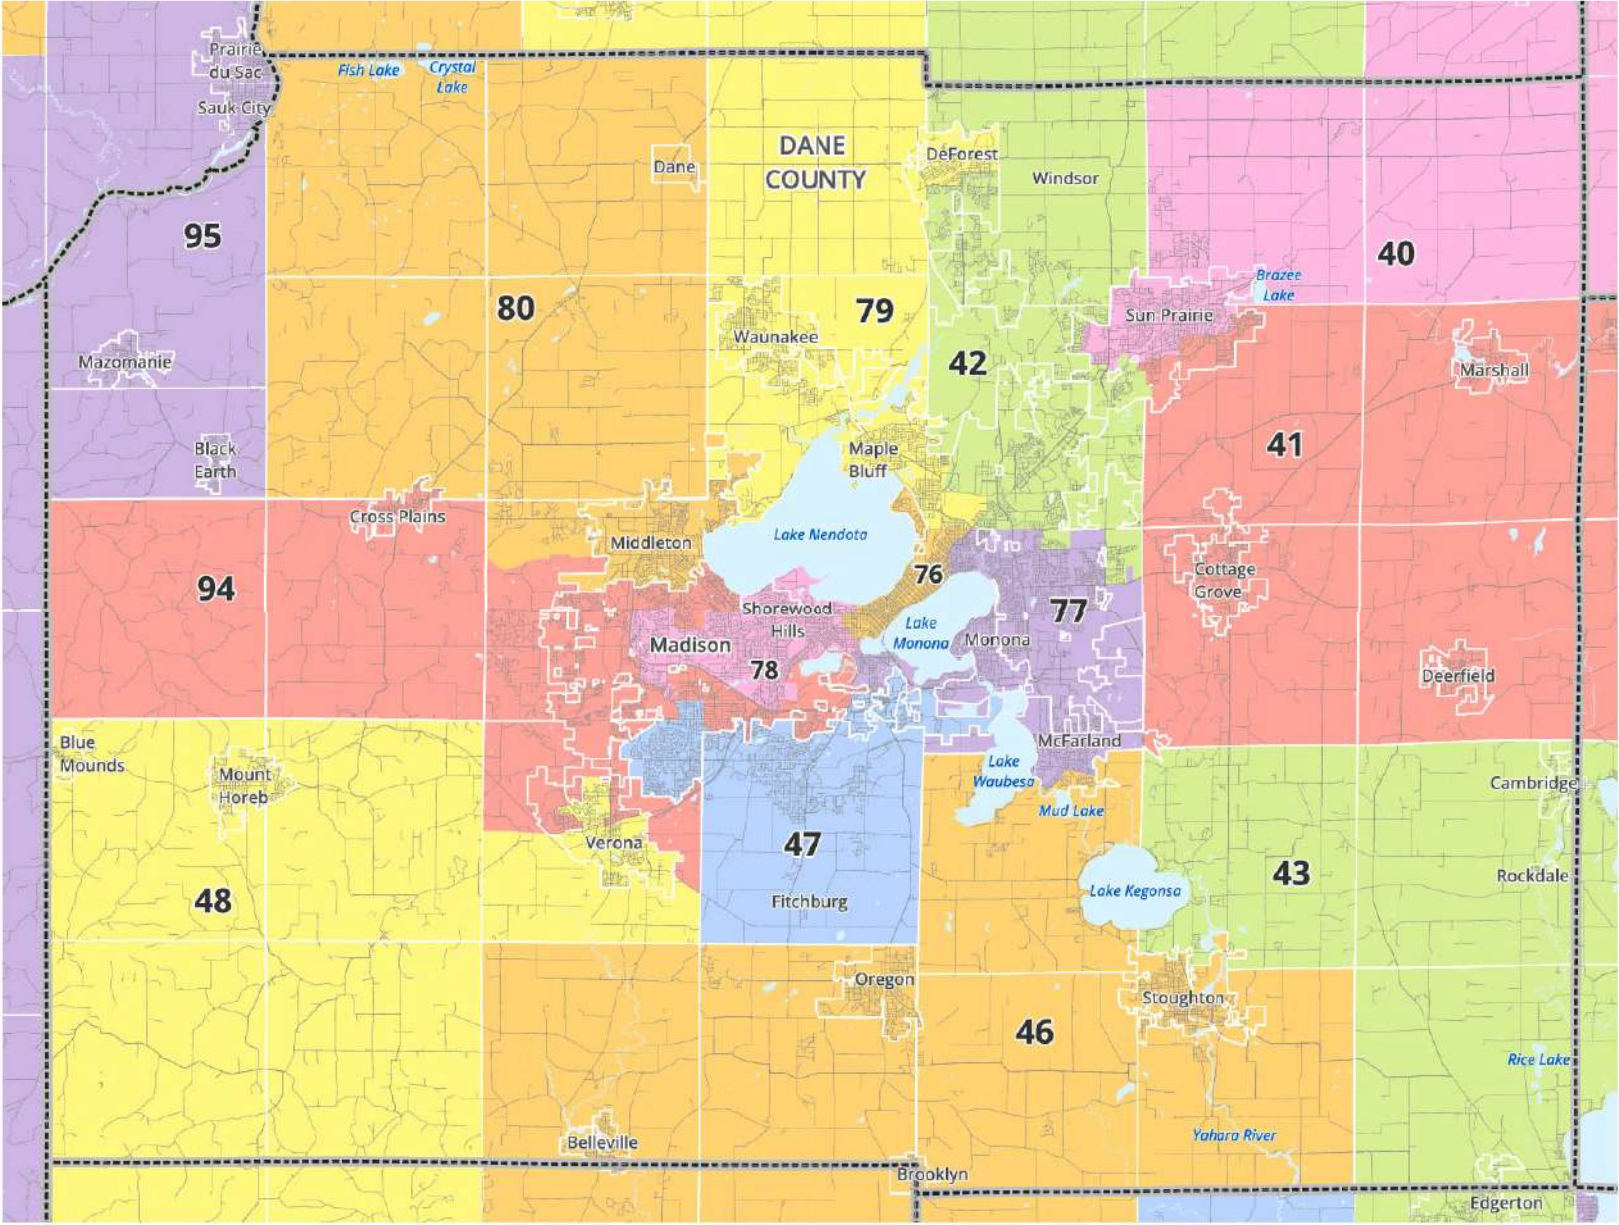 Prairie
du Sac
Sauk City
Fish Lake
Crystal
Lake
Dane
DANE
COUNTY
DeForest
Windsor
95
80
79
42
40
Brazee
Lake
Sun Prairie
Waunakee
Mazomanie
Marshall
Black
Earth
Maple
Bluff
41
Cross Plains
Middleton
Lake Mendota
94
76
77
Cottage
Grove
Shorewood
Hills
Lake
Monona
Monona
Madison
78
Deerfield
Blue
Mounds
Mount
Horeb
McFarland
Lake
Waubesa
Mud Lake
Cambridge
Verona
47
43
Lake Kegonsa
Rockdale
48
Fitchburg
Oregon
Stoughton
46
Rice Lake
Belleville
Yahara River
Brooklyn
Edgerton